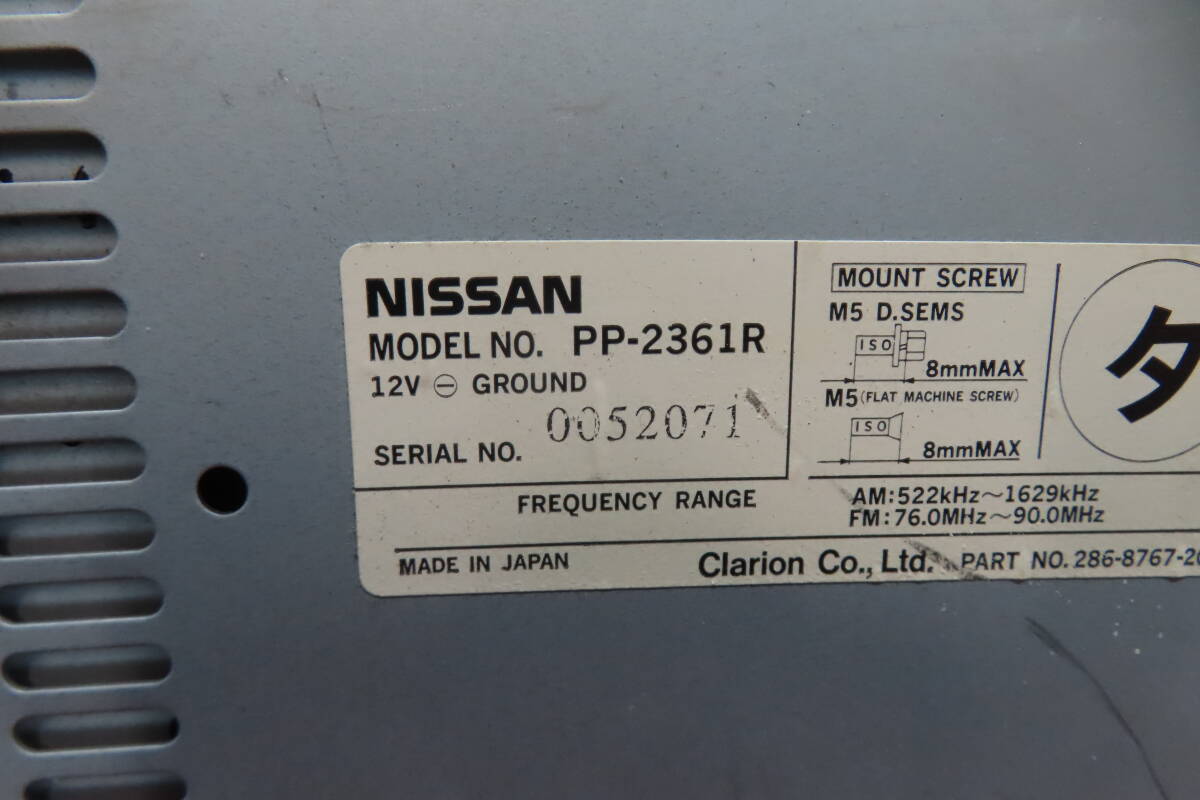 NISSAN
MODEL NO. PP-2361R
12V ⊖ GROUND
0052071
SERIAL NO.
MOUNT SCREW
M5 D.SEMS
ISO
8mmMAX
M5 (FLAT MACHINE SCREW)
ISO
8mmMAX
タ
FREQUENCY RANGE
AM:522kHz～1629kHz
FM:76.0MHz～90.0MHz
MADE IN JAPAN
Clarion Co., Ltd. PART NO. 286-8767-20